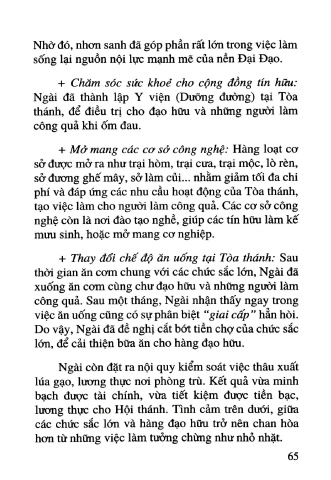 Nhờ đó, nhơn sanh đã góp phần rất lớn trong việc làm
sống lại nguồn nội lực mạnh mẽ của nền Đại Đạo.
+ Chăm sóc sức khoẻ cho cộng đồng tín hữu:
Ngài đã thành lập Y viện (Dưỡng đường) tại Tòa
thánh, để điều trị cho đạo hữu và những người làm
công quả khi ốm đau.
+ Mở mang các cơ sở công nghệ: Hàng loạt cơ
sở được mở ra như trại hòm, trại cưa, trại mộc, lò rèn,
sở đương ghế mây, sở làm củi... nhằm giảm tối đa chi
phí và đáp ứng các nhu cầu hoạt động của Tòa thánh,
tạo việc làm cho người làm công quả. Các cơ sở công
nghệ còn là nơi đào tạo nghề, giúp các tín hữu làm kế
mưu sinh, hoặc mở mang cơ nghiệp.
+ Thay đổi chế độ ăn uống tại Tòa thánh: Sau
thời gian ăn cơm chung với các chức sắc lớn, Ngài đã
xuống ăn cơm cùng chư đạo hữu và những người làm
công quả. Sau một tháng, Ngài nhận thấy ngay trong
việc ăn uống cũng có sự phân biệt "giai cấp" hẳn hòi.
Do vậy, Ngài đã đề nghị cắt bớt tiền chợ của chức sắc
lớn, để cải thiện bữa ăn cho hàng đạo hữu.
Ngài còn đặt ra nội quy kiểm soát việc thâu xuất
lúa gạo, lương thực nơi phòng trù. Kết quả vừa minh
bạch được tài chính, vừa tiết kiệm được tiền bạc,
lương thực cho Hội thánh. Tình cảm trên dưới, giữa
các chức sắc lớn và hàng đạo hữu trở nên chan hòa
hơn từ những việc làm tưởng chừng như nhỏ nhặt.
65